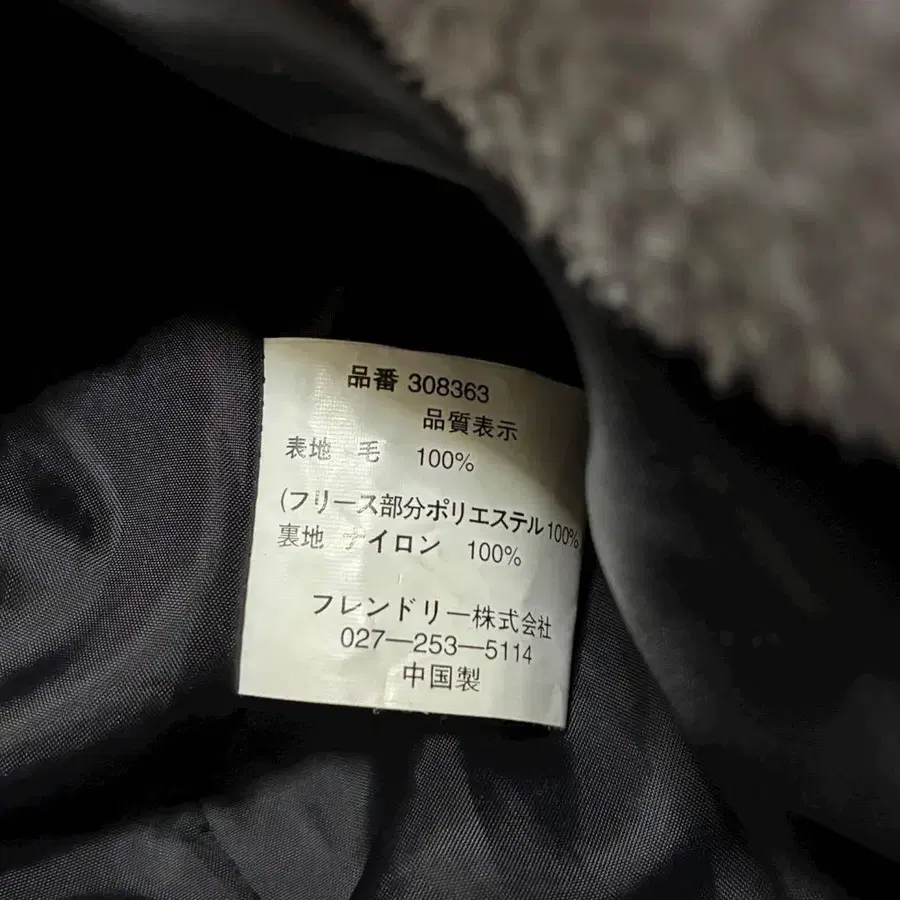 品番 308363
品質表示
表地 毛 100%
(フリース部分ポリエステル100%
裏地 ナイロン 100%
フレンドリー株式会社
027―253―5114
中国製